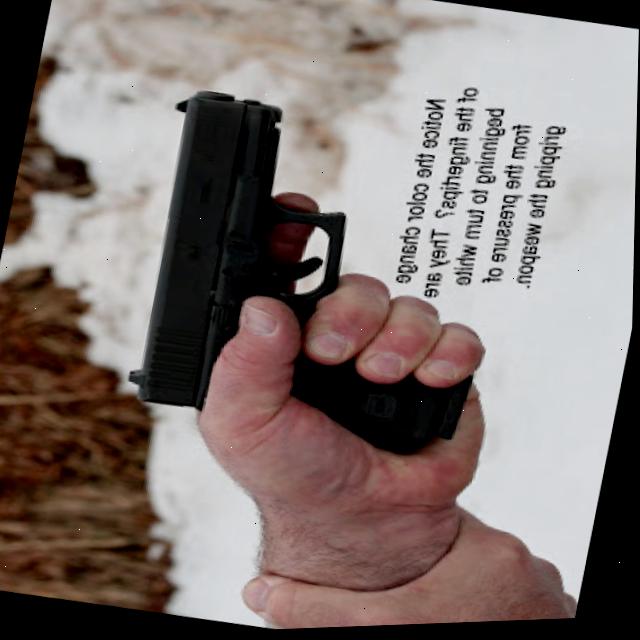 Notice the color change
of the fingertips? They are
beginning to turn white
from the pressure of
gripping the weapon.